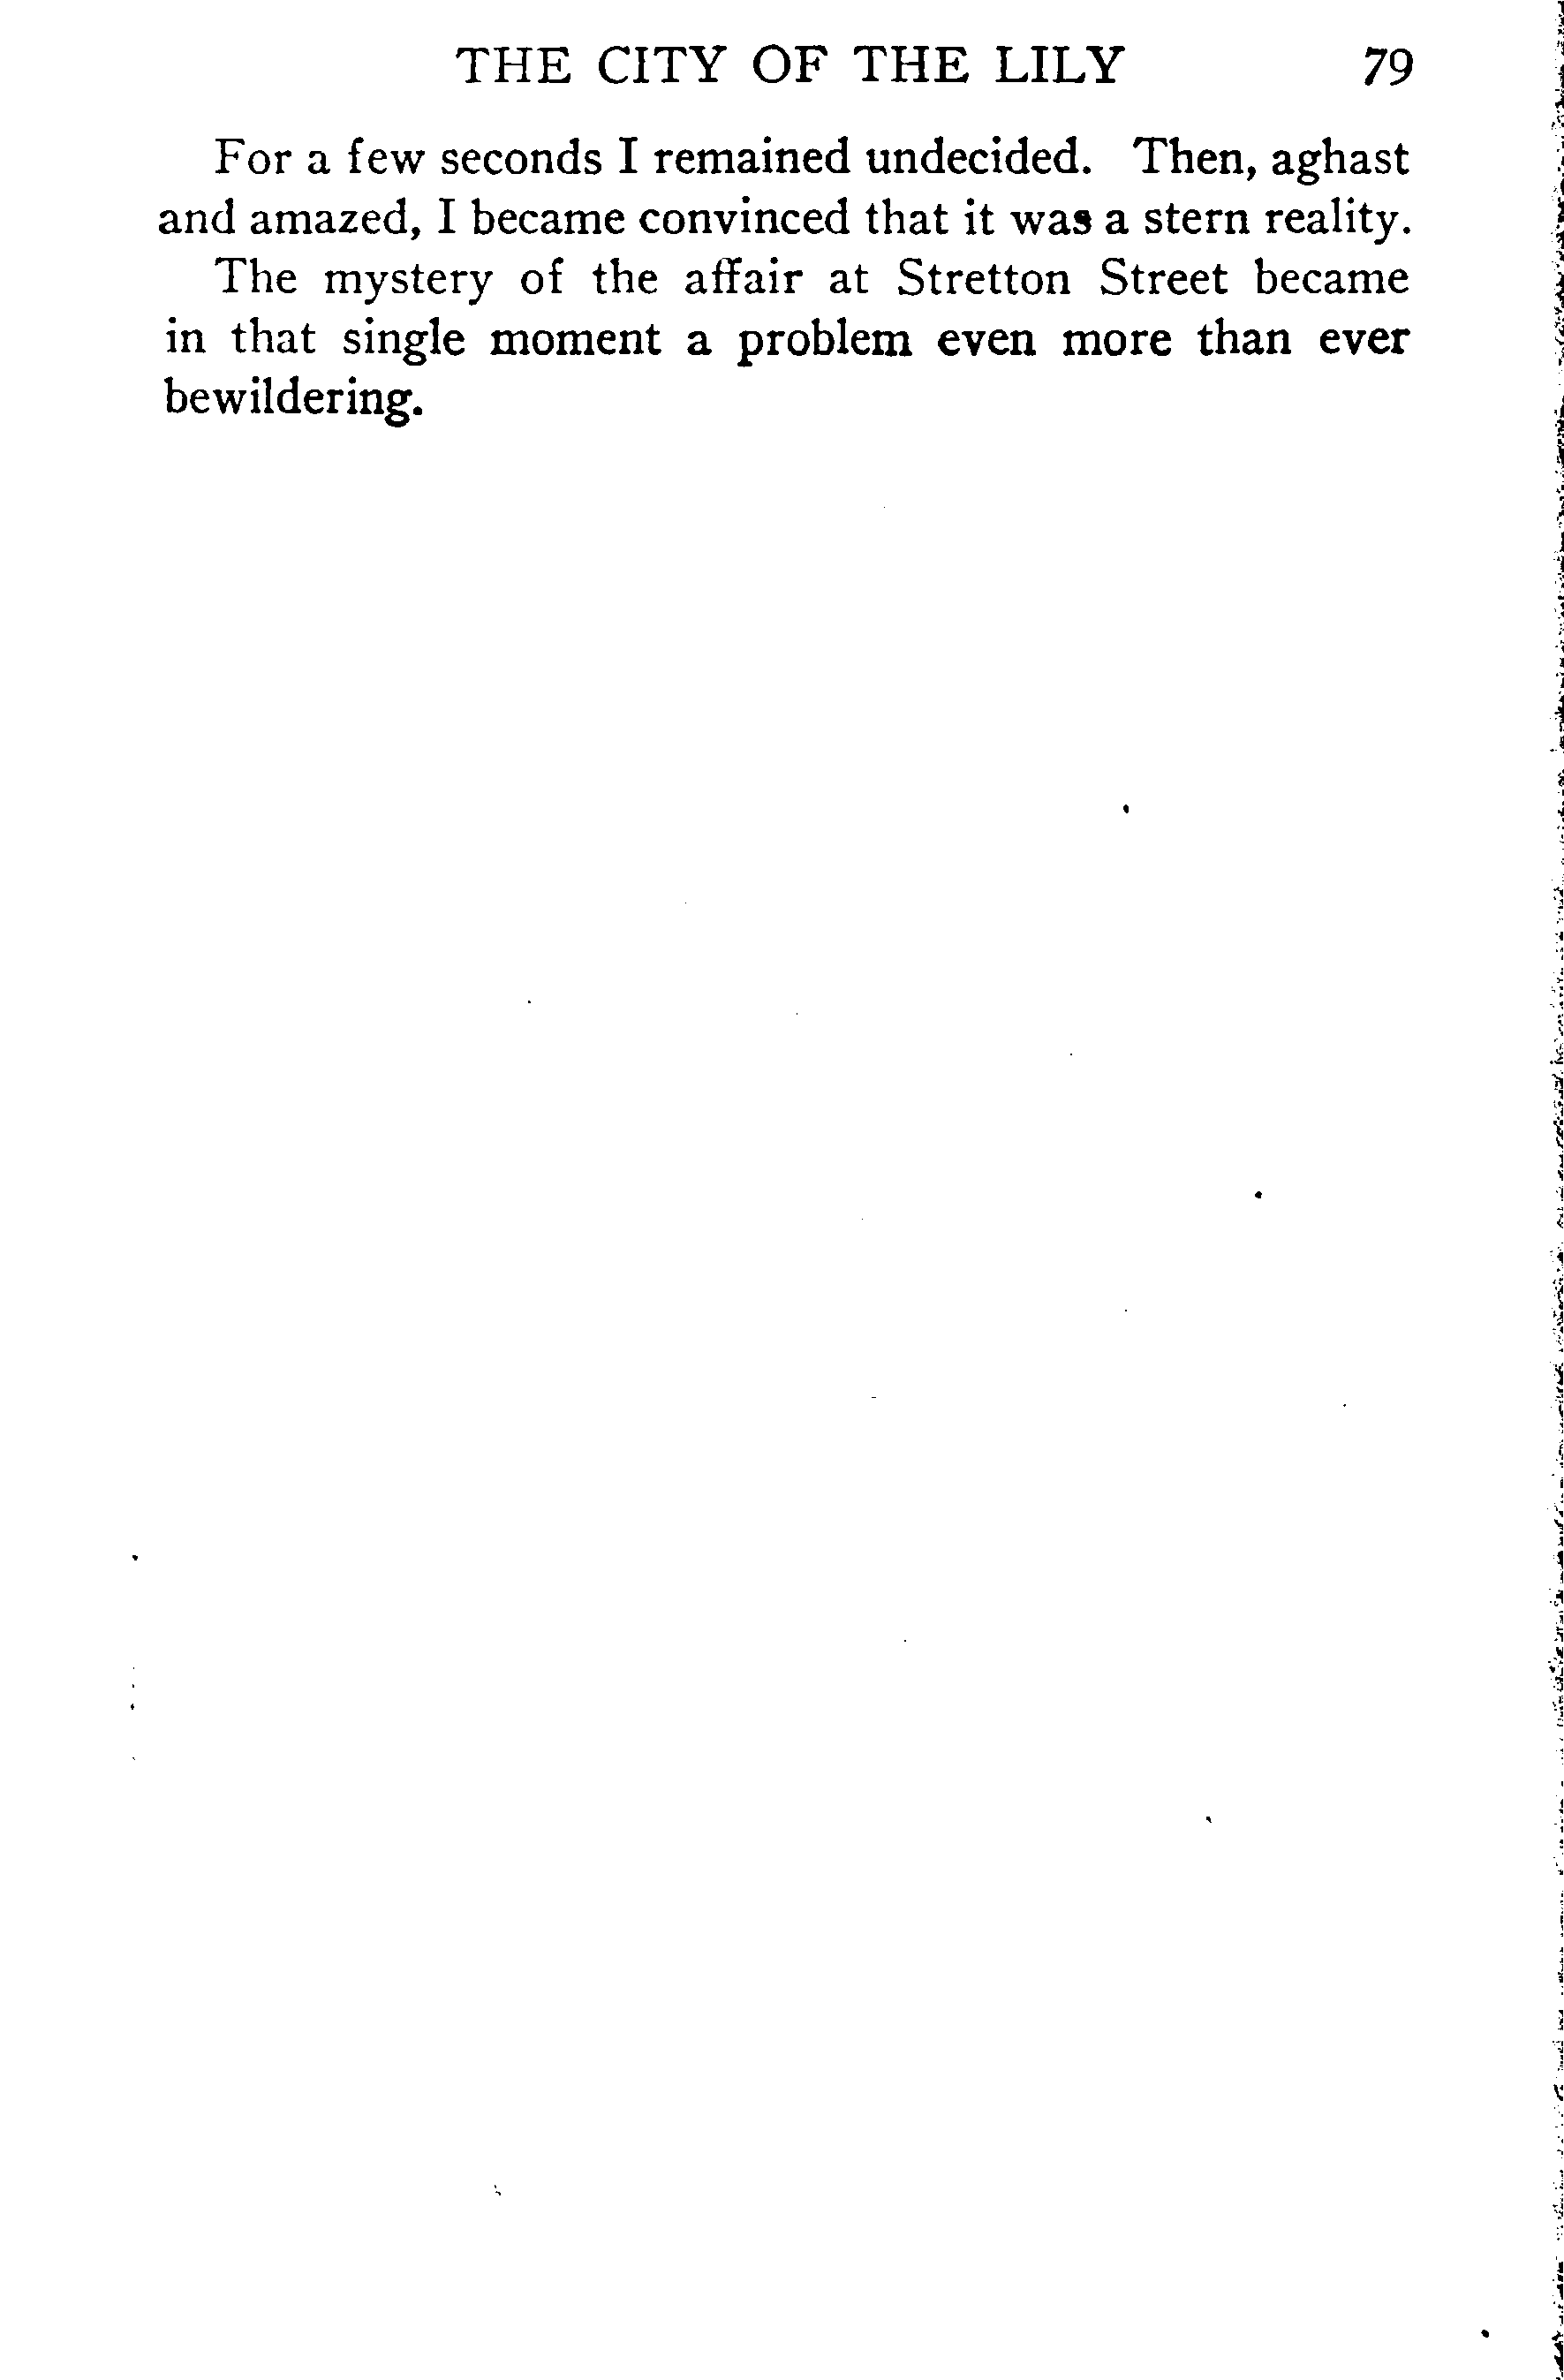 THE CITY OF THE LILY 79
For a few seconds I remained undecided. Then, aghast
and amazed, I became convinced that it was a stern reality.
The mystery of the affair at Stretton Street became
in that single moment a problem even more than ever
bewildering.